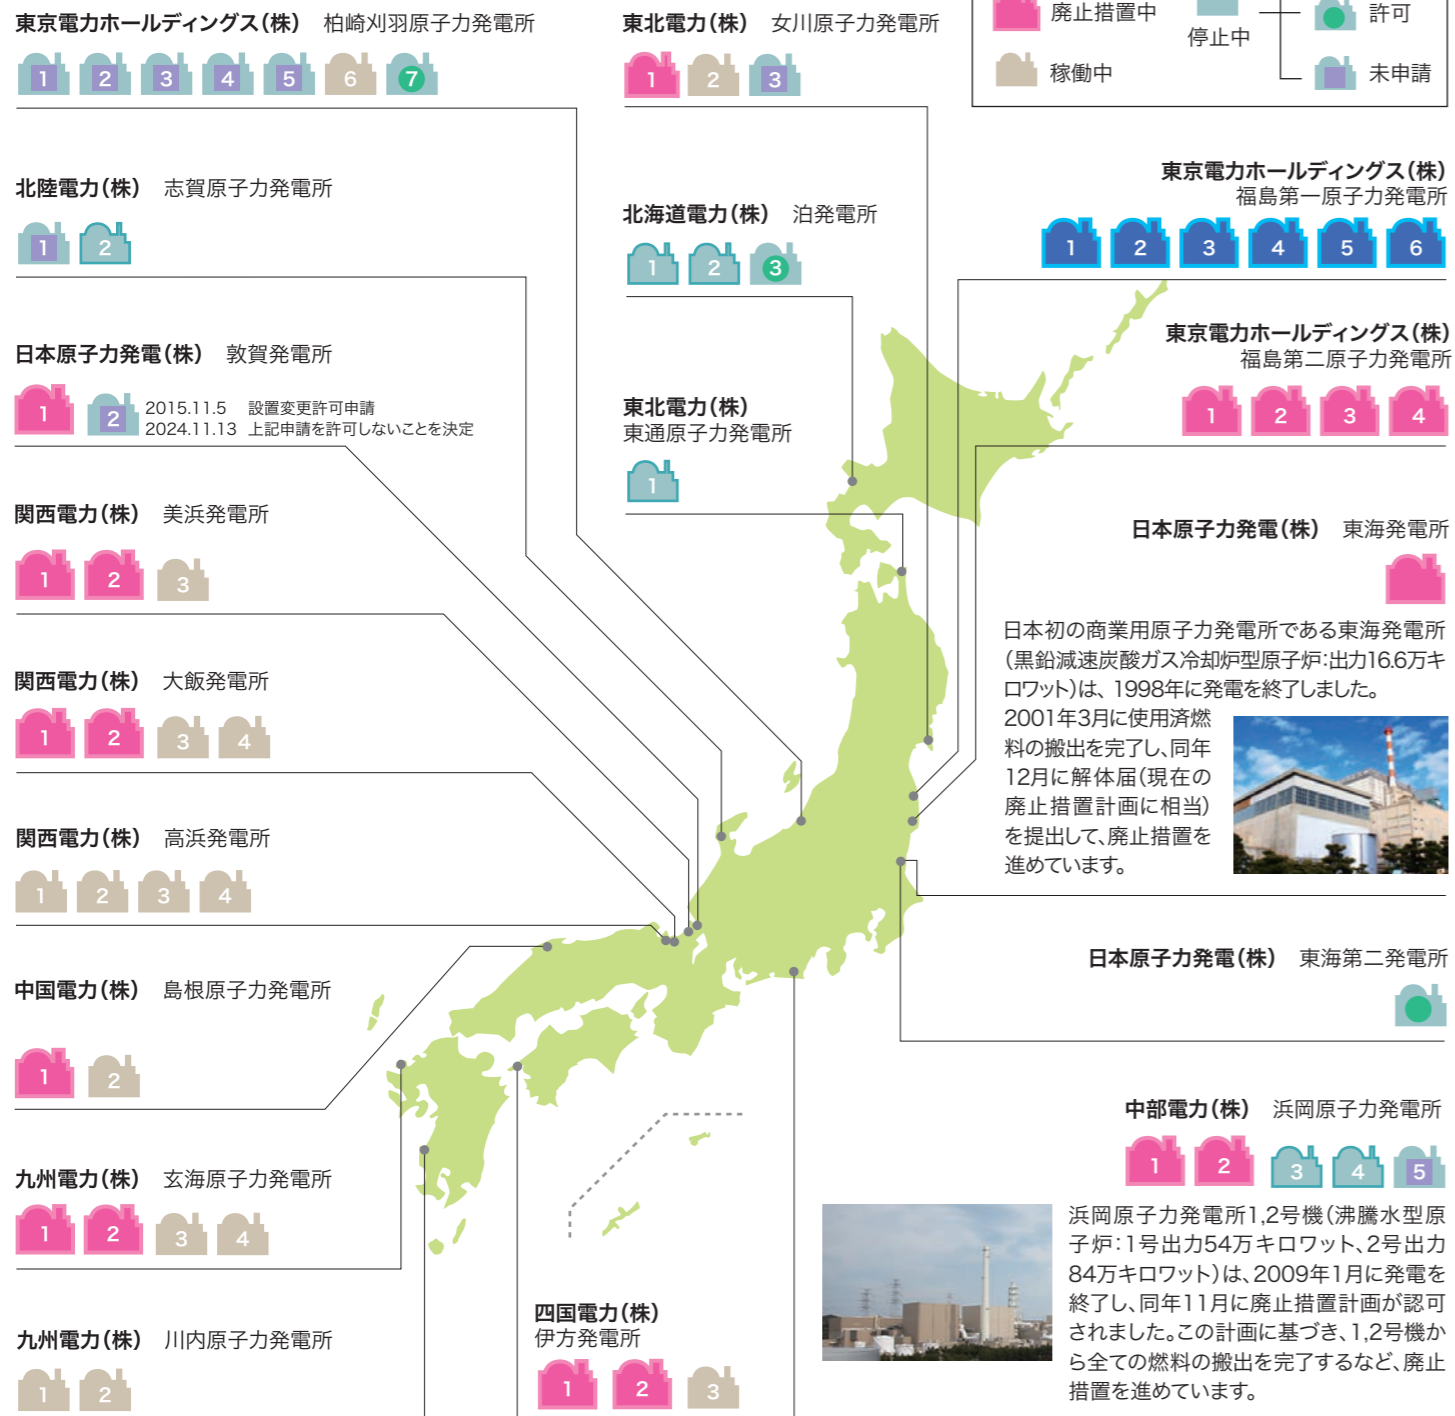 東京電力ホールディングス(株) 柏崎刈羽原子力発電所
1 2 3 4 5 6 7
東北電力(株) 女川原子力発電所
1 2 3
廃止措置中
停止中
許可
稼働中
未申請
北陸電力(株) 志賀原子力発電所
1 2
北海道電力(株) 泊発電所
1 2 3
東京電力ホールディングス(株)
福島第一原子力発電所
1 2 3 4 5 6
日本原子力発電(株) 敦賀発電所
1 2
2015.11.5 設置変更許可申請
2024.11.13 上記申請を許可しないことを決定
東京電力ホールディングス(株)
福島第二原子力発電所
1 2 3 4
東北電力(株)
東通原子力発電所
1
関西電力(株) 美浜発電所
1 2 3
日本原子力発電(株) 東海発電所
日本初の商業用原子力発電所である東海発電所
(黒鉛減速炭酸ガス冷却炉型原子炉:出力16.6万キ
ロワット)は、1998年に発電を終了しました。
2001年3月に使用済燃
料の搬出を完了し、同年
12月に解体届(現在の
廃止措置計画に相当)
を提出して、廃止措置を
進めています。
関西電力(株) 大飯発電所
1 2 3 4
関西電力(株) 高浜発電所
1 2 3 4
日本原子力発電(株) 東海第二発電所
中国電力(株) 島根原子力発電所
1 2
中部電力(株) 浜岡原子力発電所
1 2 3 4 5
浜岡原子力発電所1,2号機(沸騰水型原
子炉:1号出力54万キロワット、2号出力
84万キロワット)は、2009年1月に発電を
終了し、同年11月に廃止措置計画が認可
されました。この計画に基づき、1,2号機か
ら全ての燃料の搬出を完了するなど、廃止
措置を進めています。
九州電力(株) 玄海原子力発電所
1 2 3 4
四国電力(株)
伊方発電所
1 2 3
九州電力(株) 川内原子力発電所
1 2